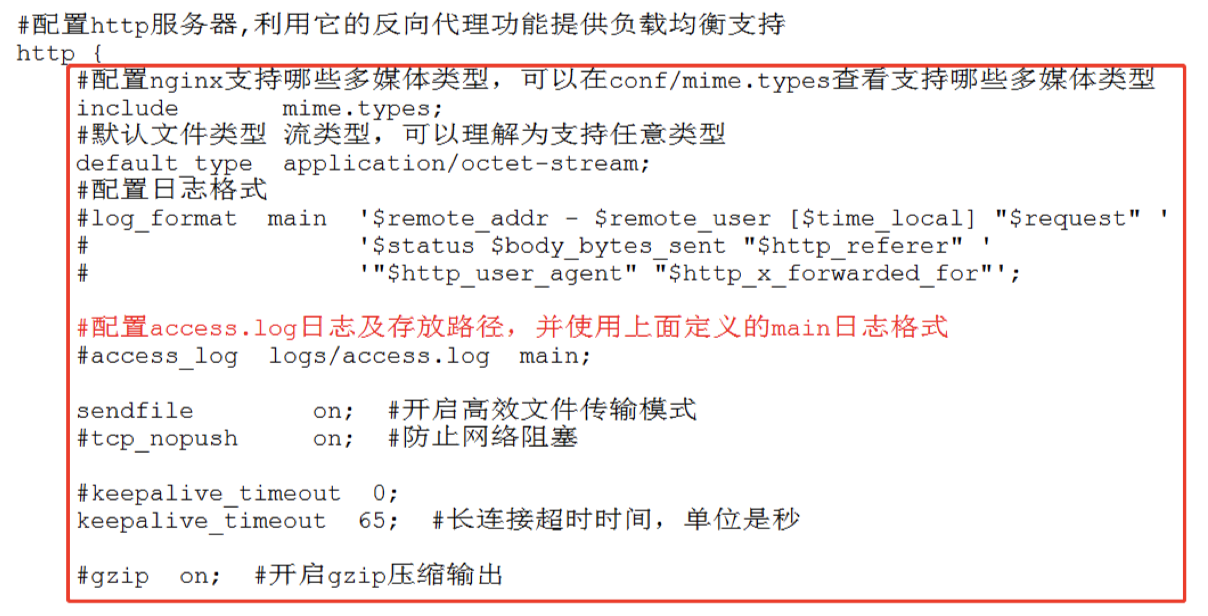 #配置http服务器,利用它的反向代理功能提供负载均衡支持
http {
#配置nginx支持哪些多媒体类型，可以在conf/mime.types查看支持哪些多媒体类型
include       mime.types;
#默认文件类型 流类型，可以理解为支持任意类型
default_type  application/octet-stream;
#配置日志格式
#log_format  main  '$remote_addr - $remote_user [$time_local] "$request" '
#                  '$status $body_bytes_sent "$http_referer" '
#                  '"$http_user_agent" "$http_x_forwarded_for"';
#配置access.log日志及存放路径，并使用上面定义的main日志格式
#access_log  logs/access.log  main;
sendfile        on;  #开启高效文件传输模式
#tcp_nopush     on;  #防止网络阻塞
#keepalive_timeout  0;
keepalive_timeout  65;  #长连接超时时间，单位是秒
#gzip  on;  #开启gzip压缩输出